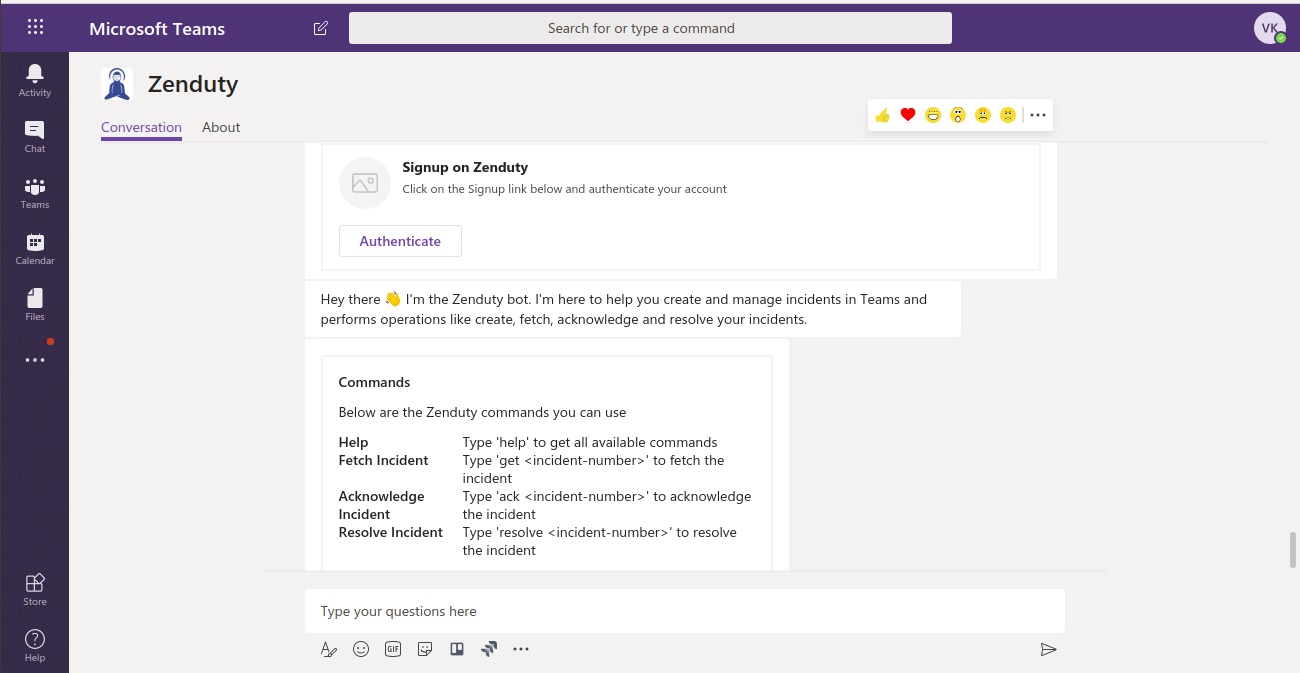 Microsoft Teams
Search for or type a command
VK
Activity
Chat
Teams
Calendar
Files
Store
Help
Zenduty
Conversation About
Signup on Zenduty
Click on the Signup link below and authenticate your account
Authenticate
Hey there 👋 I'm the Zenduty bot. I'm here to help you create and manage incidents in Teams and
performs operations like create, fetch, acknowledge and resolve your incidents.
Commands
Below are the Zenduty commands you can use
Help Type 'help' to get all available commands
Fetch Incident Type 'get <incident-number>' to fetch the
incident
Acknowledge Type 'ack <incident-number>' to acknowledge
Incident the incident
Resolve Incident Type 'resolve <incident-number>' to resolve
the incident
Type your questions here
GIF